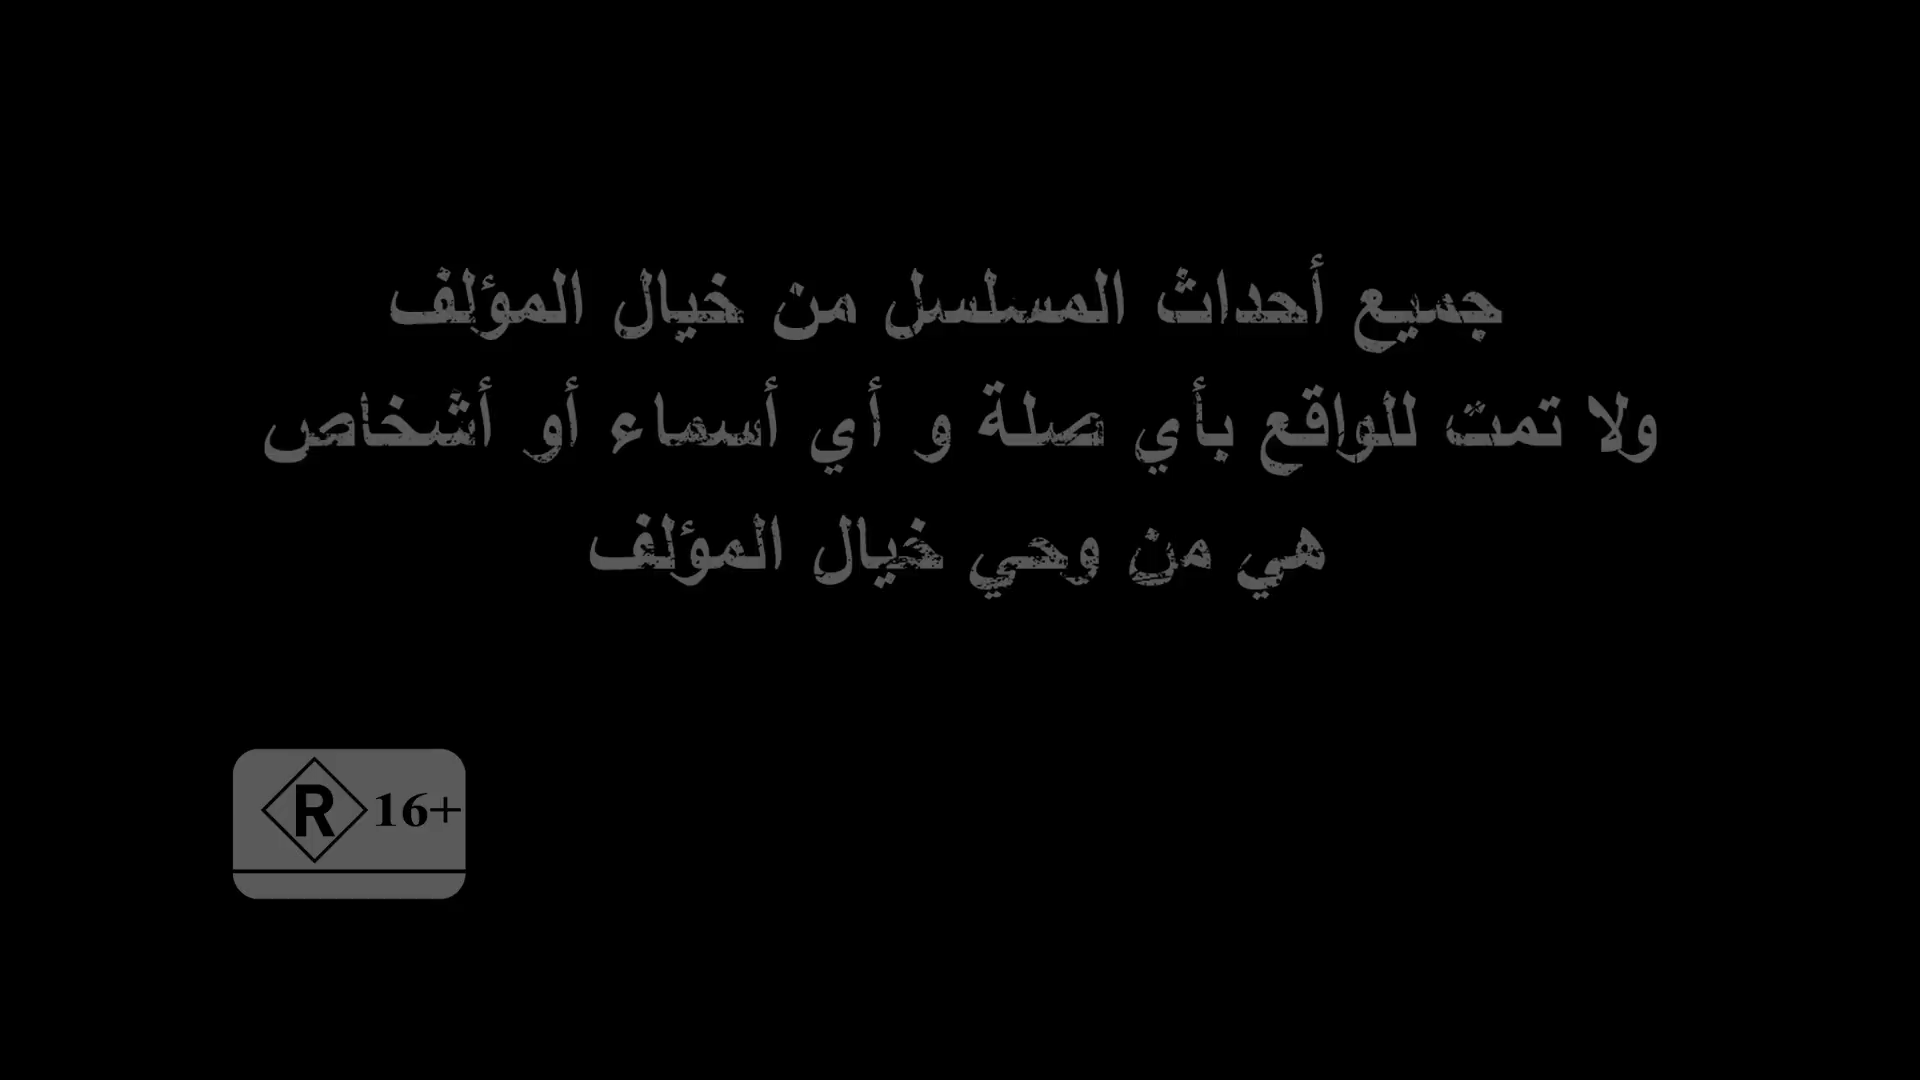 جميع أحداث المسلسل من خيال المؤلف
ولا تمت للواقع بأي صلة و أي أسماء أو أشخاص
هي من وحي خيال المؤلف
R 16+